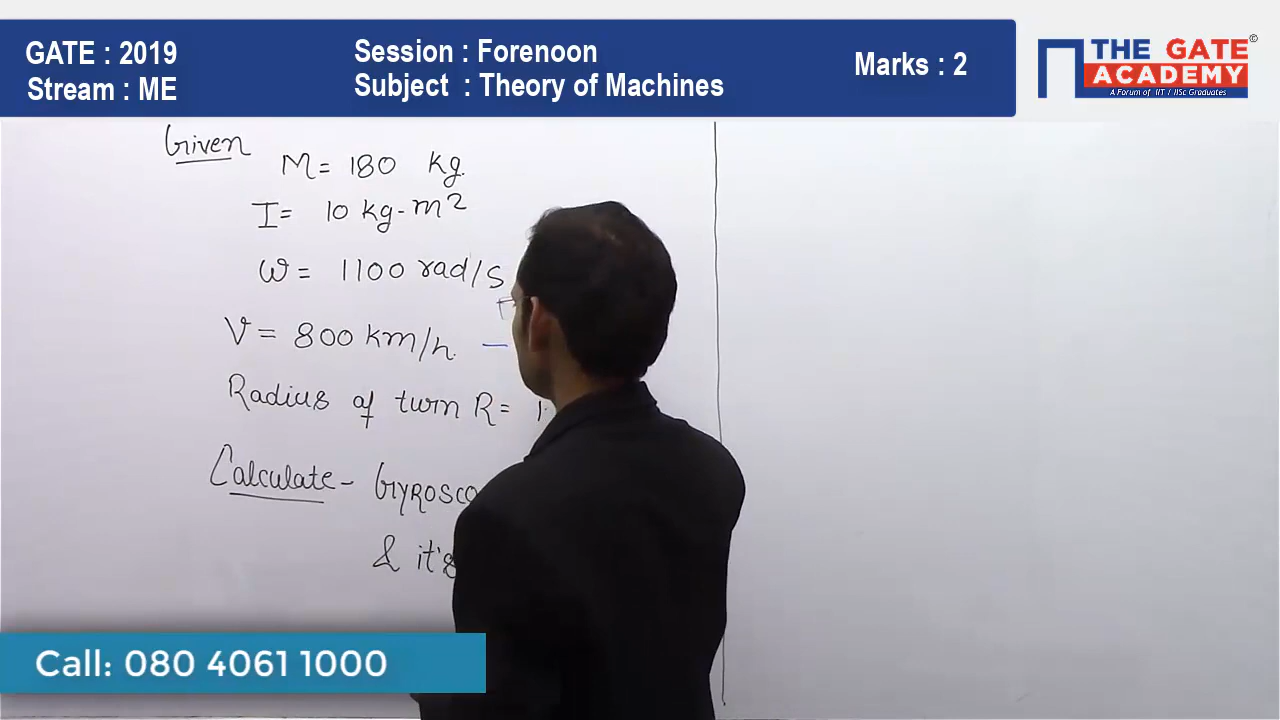 GATE : 2019
Stream : ME
Session : Forenoon
Subject : Theory of Machines
Marks : 2
THE GATE
ACADEMY
©
A Forum of IIT / IISc Graduates
Given
M = 180 kg.
I = 10 kg-m²
ω = 1100 rad/s
V = 800 km/h. –
Radius of turn R = 1.
Calculate - GYROSCO
& it's
Call: 080 4061 1000